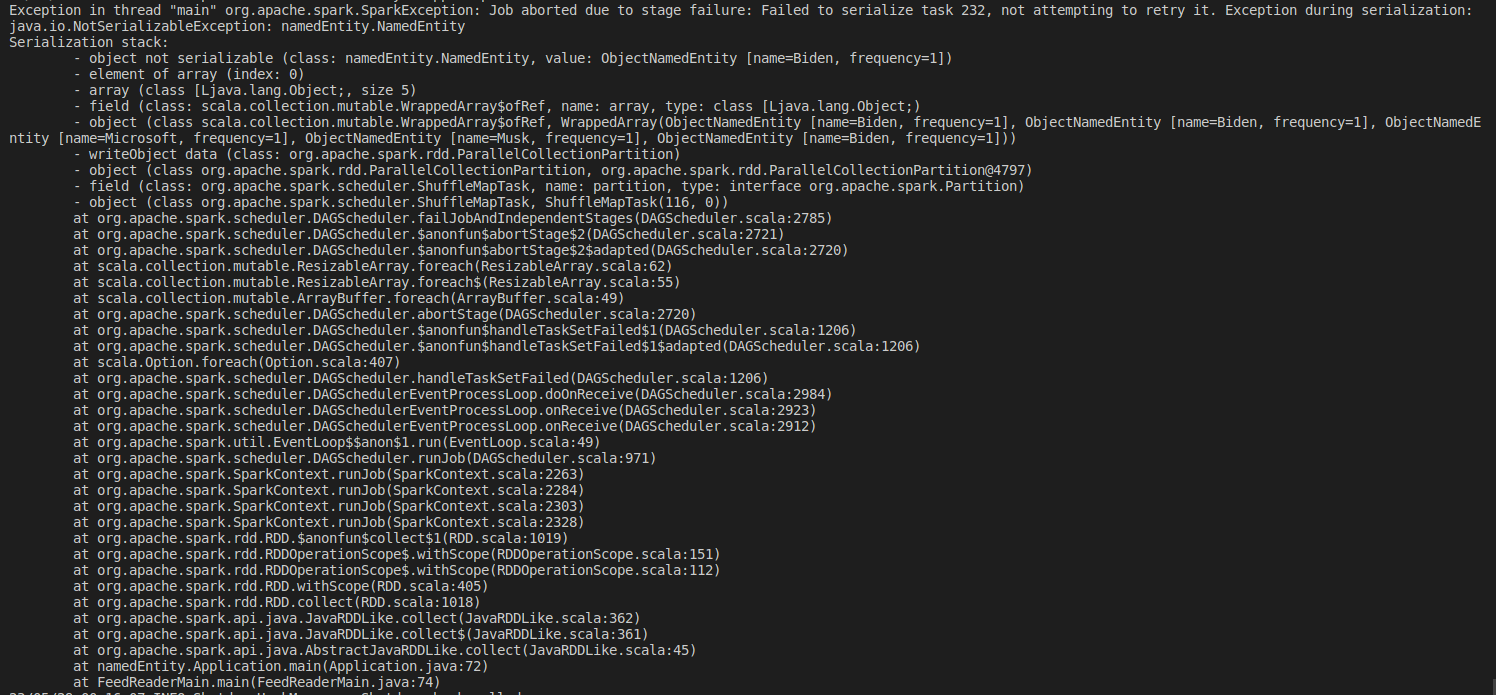 Exception in thread "main" org.apache.spark.SparkException: Job aborted due to stage failure: Failed to serialize task 232, not attempting to retry it. Exception during serialization:
java.io.NotSerializableException: namedEntity.NamedEntity
Serialization stack:
- object not serializable (class: namedEntity.NamedEntity, value: ObjectNamedEntity [name=Biden, frequency=1])
- element of array (index: 0)
- array (class [Ljava.lang.Object;, size 5)
- field (class: scala.collection.mutable.WrappedArray$ofRef, name: array, type: class [Ljava.lang.Object;)
- object (class scala.collection.mutable.WrappedArray$ofRef, WrappedArray(ObjectNamedEntity [name=Biden, frequency=1], ObjectNamedEntity [name=Biden, frequency=1], ObjectNamedE
ntity [name=Microsoft, frequency=1], ObjectNamedEntity [name=Musk, frequency=1], ObjectNamedEntity [name=Biden, frequency=1]))
- writeObject data (class: org.apache.spark.rdd.ParallelCollectionPartition)
- object (class org.apache.spark.rdd.ParallelCollectionPartition, org.apache.spark.rdd.ParallelCollectionPartition@4797)
- field (class: org.apache.spark.scheduler.ShuffleMapTask, name: partition, type: interface org.apache.spark.Partition)
- object (class org.apache.spark.scheduler.ShuffleMapTask, ShuffleMapTask(116, 0))
at org.apache.spark.scheduler.DAGScheduler.failJobAndIndependentStages(DAGScheduler.scala:2785)
at org.apache.spark.scheduler.DAGScheduler.$anonfun$abortStage$2(DAGScheduler.scala:2721)
at org.apache.spark.scheduler.DAGScheduler.$anonfun$abortStage$2$adapted(DAGScheduler.scala:2720)
at scala.collection.mutable.ResizableArray.foreach(ResizableArray.scala:62)
at scala.collection.mutable.ResizableArray.foreach$(ResizableArray.scala:55)
at scala.collection.mutable.ArrayBuffer.foreach(ArrayBuffer.scala:49)
at org.apache.spark.scheduler.DAGScheduler.abortStage(DAGScheduler.scala:2720)
at org.apache.spark.scheduler.DAGScheduler.$anonfun$handleTaskSetFailed$1(DAGScheduler.scala:1206)
at org.apache.spark.scheduler.DAGScheduler.$anonfun$handleTaskSetFailed$1$adapted(DAGScheduler.scala:1206)
at scala.Option.foreach(Option.scala:407)
at org.apache.spark.scheduler.DAGScheduler.handleTaskSetFailed(DAGScheduler.scala:1206)
at org.apache.spark.scheduler.DAGSchedulerEventProcessLoop.doOnReceive(DAGScheduler.scala:2984)
at org.apache.spark.scheduler.DAGSchedulerEventProcessLoop.onReceive(DAGScheduler.scala:2923)
at org.apache.spark.scheduler.DAGSchedulerEventProcessLoop.onReceive(DAGScheduler.scala:2912)
at org.apache.spark.util.EventLoop$$anon$1.run(EventLoop.scala:49)
at org.apache.spark.scheduler.DAGScheduler.runJob(DAGScheduler.scala:971)
at org.apache.spark.SparkContext.runJob(SparkContext.scala:2263)
at org.apache.spark.SparkContext.runJob(SparkContext.scala:2284)
at org.apache.spark.SparkContext.runJob(SparkContext.scala:2303)
at org.apache.spark.SparkContext.runJob(SparkContext.scala:2328)
at org.apache.spark.rdd.RDD.$anonfun$collect$1(RDD.scala:1019)
at org.apache.spark.rdd.RDDOperationScope$.withScope(RDDOperationScope.scala:151)
at org.apache.spark.rdd.RDDOperationScope$.withScope(RDDOperationScope.scala:112)
at org.apache.spark.rdd.RDD.withScope(RDD.scala:405)
at org.apache.spark.rdd.RDD.collect(RDD.scala:1018)
at org.apache.spark.api.java.JavaRDDLike.collect(JavaRDDLike.scala:362)
at org.apache.spark.api.java.JavaRDDLike.collect$(JavaRDDLike.scala:361)
at org.apache.spark.api.java.AbstractJavaRDDLike.collect(JavaRDDLike.scala:45)
at namedEntity.Application.main(Application.java:72)
at FeedReaderMain.main(FeedReaderMain.java:74)